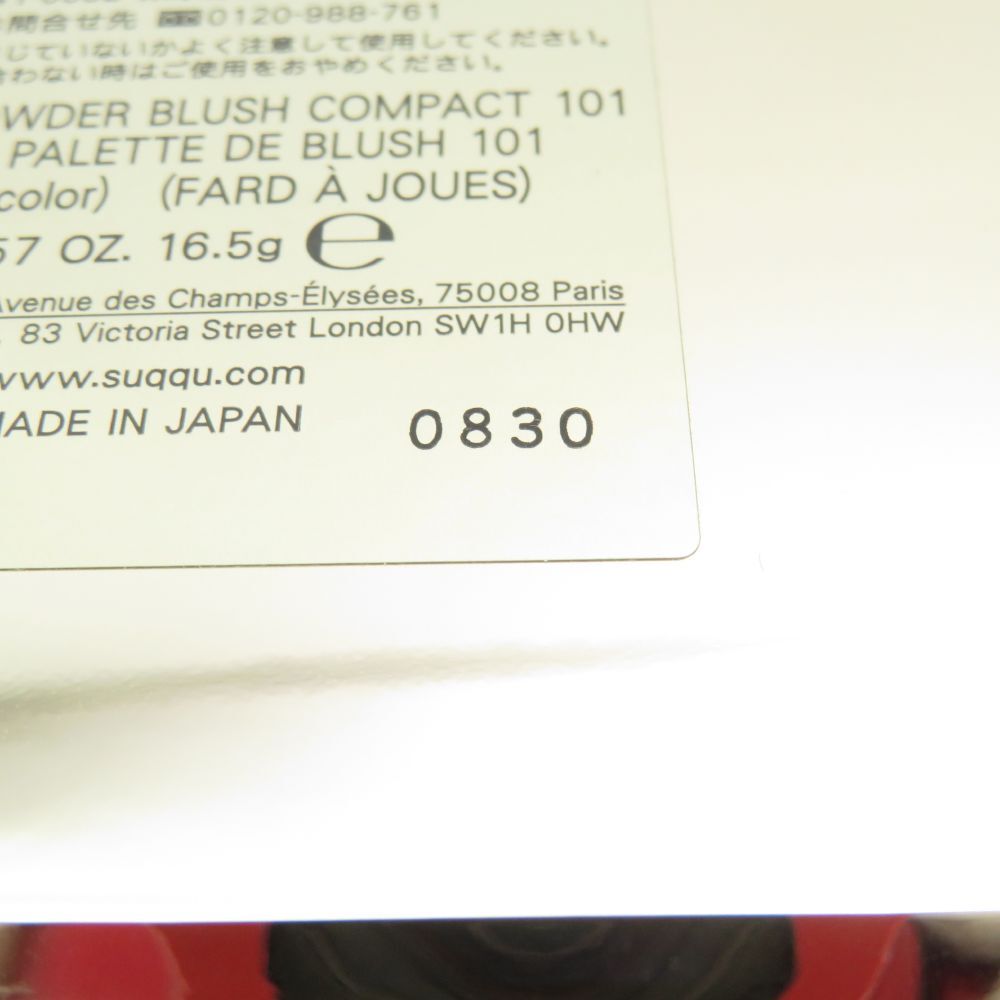 問合せ先 0120-988-761
じていないかよく注意して使用してください。
合わない時はご使用をおやめください。
WDER BLUSH COMPACT 101
PALETTE DE BLUSH 101
color) (FARD À JOUES)
57 OZ. 16.5g ℮
Avenue des Champs-Élysées, 75008 Paris
, 83 Victoria Street London SW1H 0HW
www.suqqu.com
MADE IN JAPAN 0830